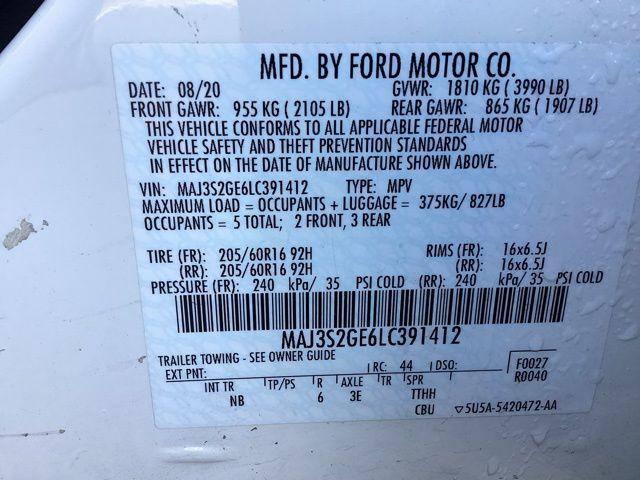 MFD. BY FORD MOTOR CO.
DATE: 08/20 GVWR: 1810 KG ( 3990 LB)
FRONT GAWR: 955 KG ( 2105 LB) REAR GAWR: 865 KG ( 1907 LB)
THIS VEHICLE CONFORMS TO ALL APPLICABLE FEDERAL MOTOR
VEHICLE SAFETY AND THEFT PREVENTION STANDARDS
IN EFFECT ON THE DATE OF MANUFACTURE SHOWN ABOVE.
VIN: MAJ3S2GE6LC391412 TYPE: MPV
MAXIMUM LOAD = OCCUPANTS + LUGGAGE = 375KG/ 827LB
OCCUPANTS = 5 TOTAL; 2 FRONT, 3 REAR
TIRE (FR): 205/60R16 92H RIMS (FR): 16x6.5J
(RR): 205/60R16 92H (RR): 16x6.5J
PRESSURE (FR): 240 kPa/ 35 PSI COLD (RR): 240 kPa/ 35 PSI COLD
MAJ3S2GE6LC391412
TRAILER TOWING - SEE OWNER GUIDE
EXT PNT: RC: 44 DSO: F0027
R0040
INT TR TP/PS R AXLE TR SPR
NB 6 3E TTHH
CBU ▽5U5A-5420472-AA